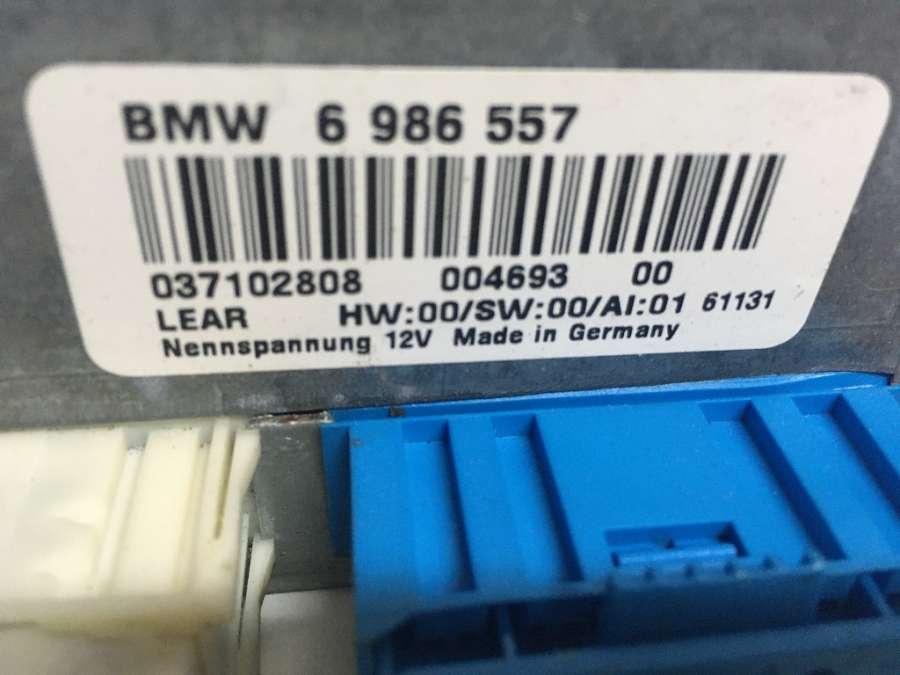 BMW 6 986 557
037102808 004693 00
LEAR HW:00/SW:00/AI:01 61131
Nennspannung 12V Made in Germany